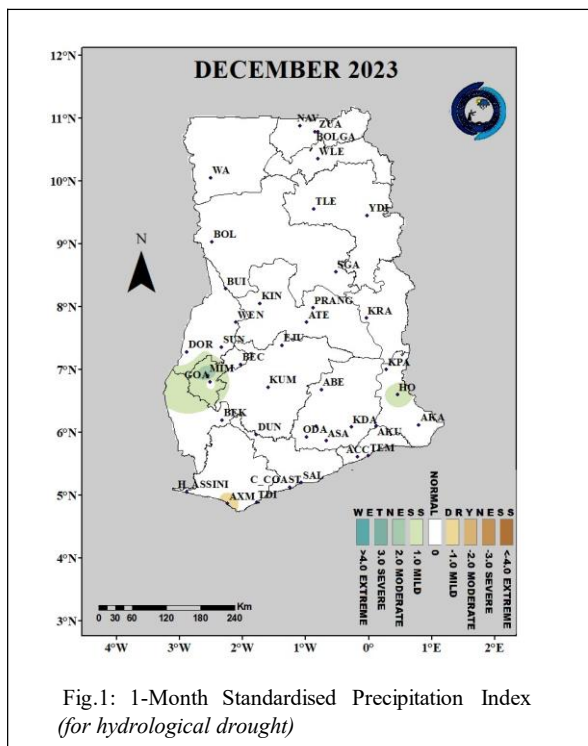 DECEMBER 2023
12°N
11°N
10°N
9°N
8°N
7°N
6°N
5°N
4°N
3°N
N
NAV
ZUA
BOLGA
WLE
WA
TLE
YDI
BOL
SGA
BUI
KIN
PRANG
WEN
ATE
KRA
DOR
SUN
EJU
BEC
KPA
GOA
MIM
KUM
ABE
HO
BEK
DUN
ODA
ASA
KDA
AKU
AKA
ACC
TEM
H_ASSINI
AXM
TDI
C_COAST
SAL
WETNESS
NORMAL
DRYNESS
>4.0 EXTREME
3.0 SEVERE
2.0 MODERATE
1.0 MILD
0
-1.0 MILD
-2.0 MODERATE
-3.0 SEVERE
<-4.0 EXTREME
0 30 60 120 180 240
Km
4°W 3°W 2°W 1°W 0° 1°E 2°E
Fig.1: 1-Month Standardised Precipitation Index
(for hydrological drought)